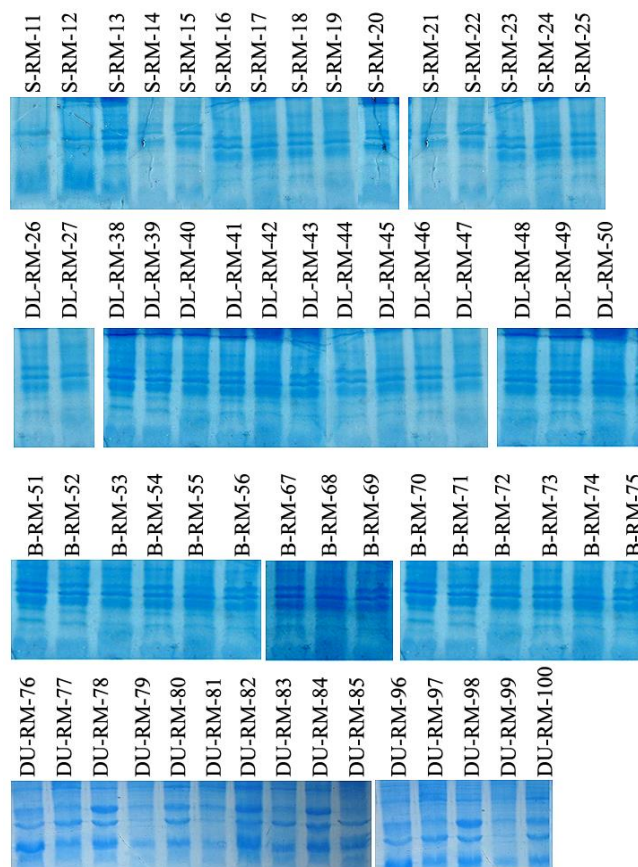 S-RM-11 S-RM-12 S-RM-13 S-RM-14 S-RM-15 S-RM-16 S-RM-17 S-RM-18 S-RM-19 S-RM-20 S-RM-21 S-RM-22 S-RM-23 S-RM-24 S-RM-25
DL-RM-26 DL-RM-27 DL-RM-38 DL-RM-39 DL-RM-40 DL-RM-41 DL-RM-42 DL-RM-43 DL-RM-44 DL-RM-45 DL-RM-46 DL-RM-47 DL-RM-48 DL-RM-49 DL-RM-50
B-RM-51 B-RM-52 B-RM-53 B-RM-54 B-RM-55 B-RM-56 B-RM-67 B-RM-68 B-RM-69 B-RM-70 B-RM-71 B-RM-72 B-RM-73 B-RM-74 B-RM-75
DU-RM-76 DU-RM-77 DU-RM-78 DU-RM-79 DU-RM-80 DU-RM-81 DU-RM-82 DU-RM-83 DU-RM-84 DU-RM-85 DU-RM-96 DU-RM-97 DU-RM-98 DU-RM-99 DU-RM-100